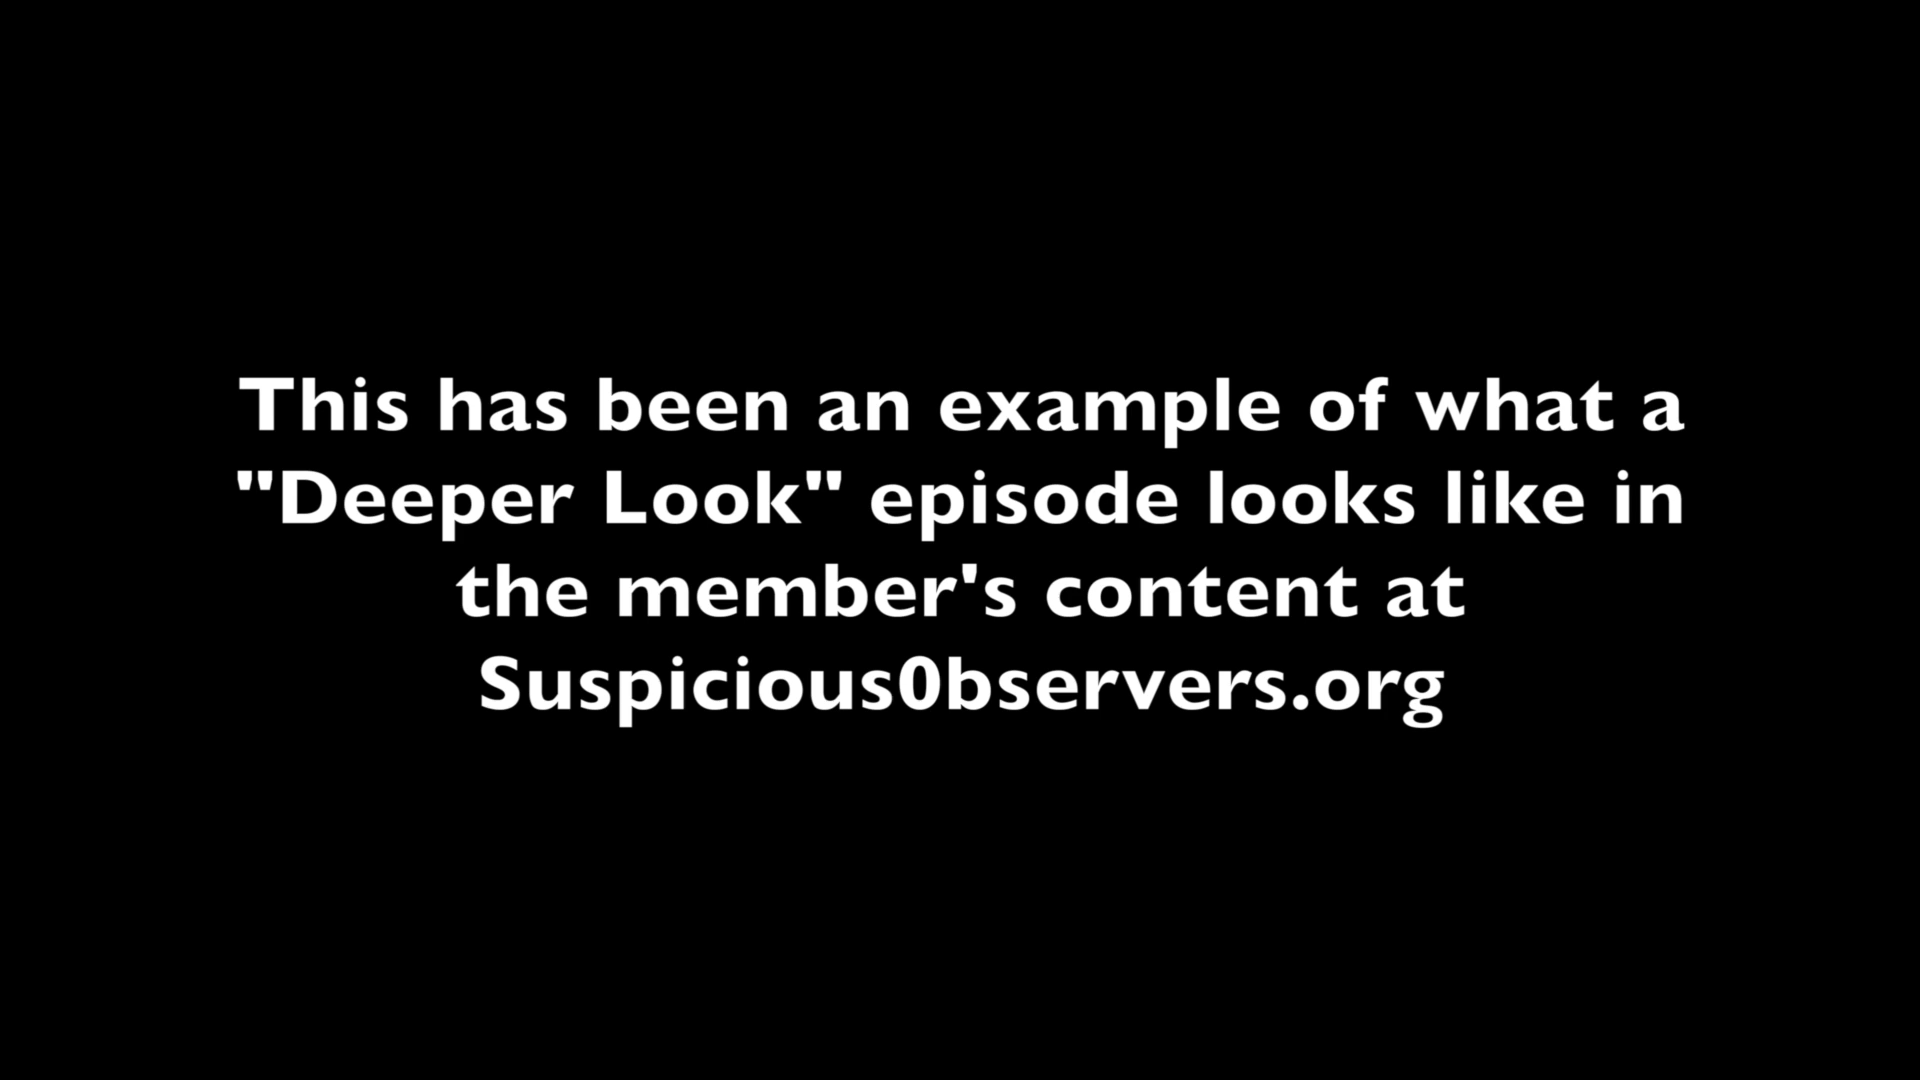 This has been an example of what a
"Deeper Look" episode looks like in
the member's content at
Suspicious0bservers.org